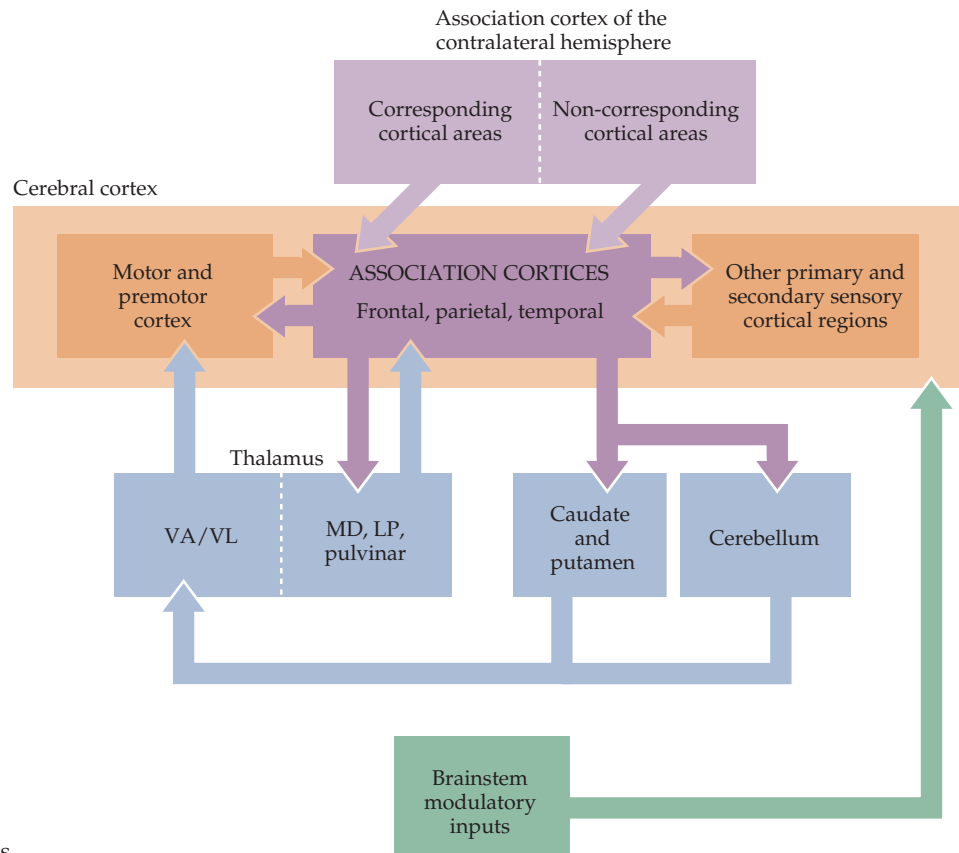 Association cortex of the
contralateral hemisphere
Corresponding
cortical areas
Non-corresponding
cortical areas
Cerebral cortex
Motor and
premotor
cortex
ASSOCIATION CORTICES
Frontal, parietal, temporal
Other primary and
secondary sensory
cortical regions
Thalamus
VA/VL
MD, LP,
pulvinar
Caudate
and
putamen
Cerebellum
Brainstem
modulatory
inputs